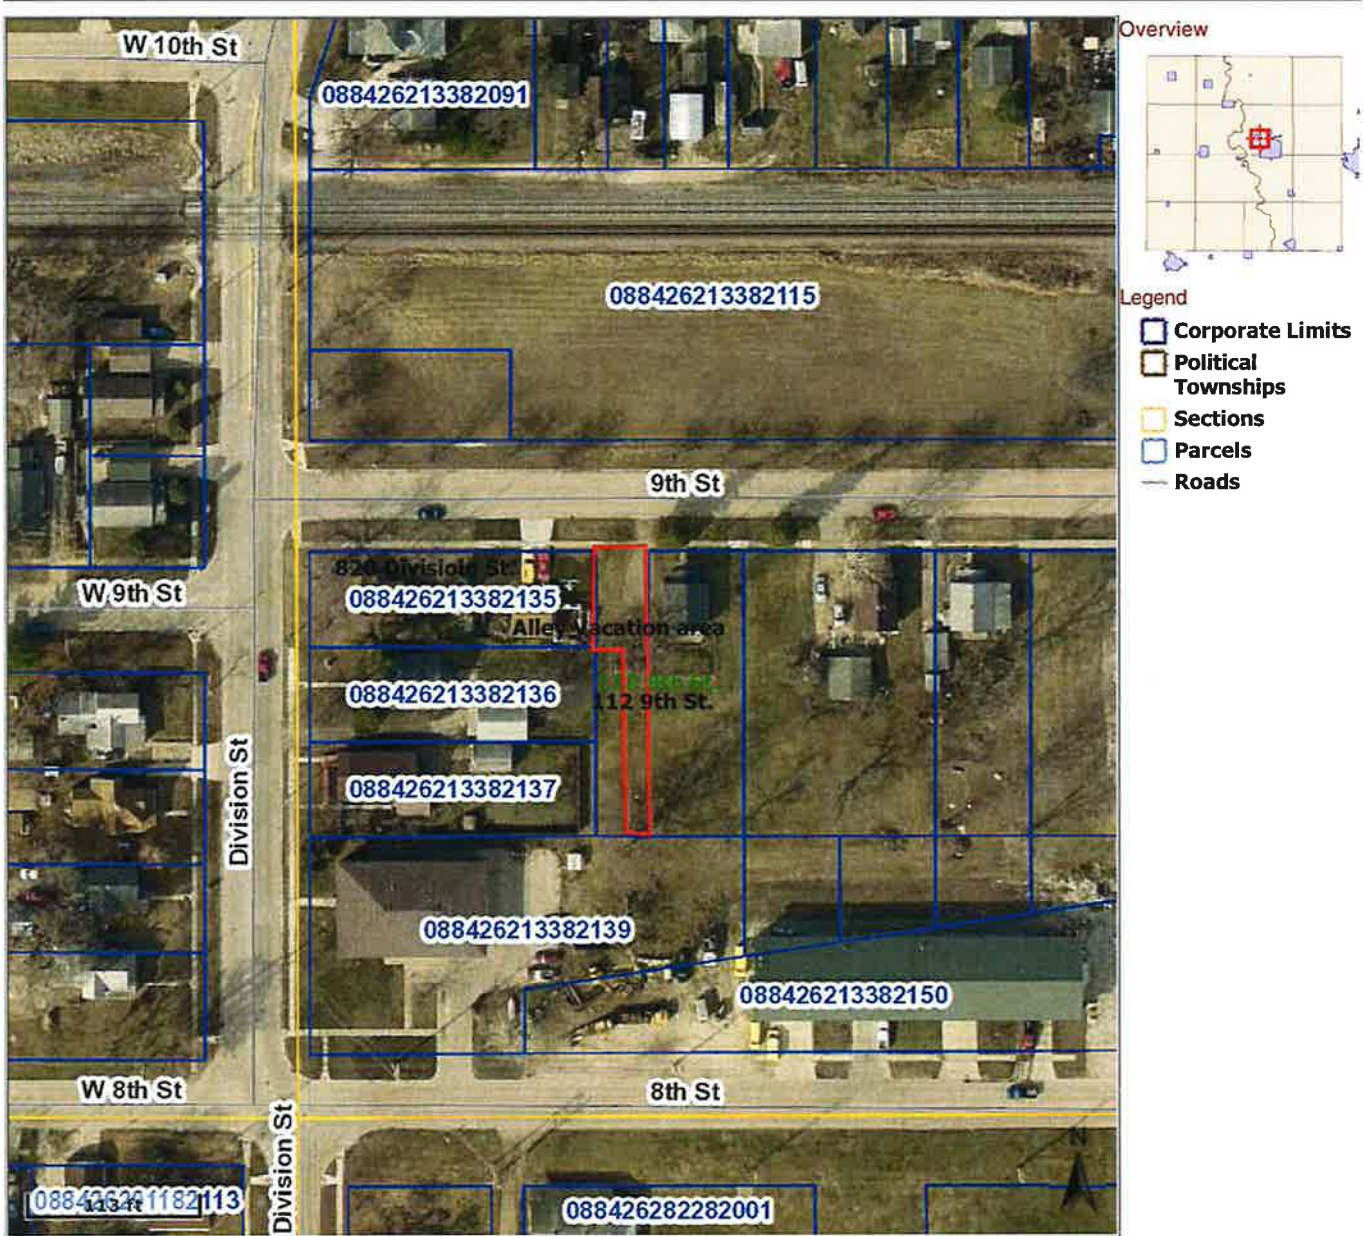 W 10th St
088426213382091
088426213382115
9th St
820 Division St.
088426213382135
W 9th St
Alley Vacation area
088426213382136
112 9th St.
Division St
088426213382137
088426213382139
088426213382150
W 8th St
8th St
Division St
N
113 ft
088426282282001
Overview
Legend
Corporate Limits
Political
Townships
Sections
Parcels
Roads